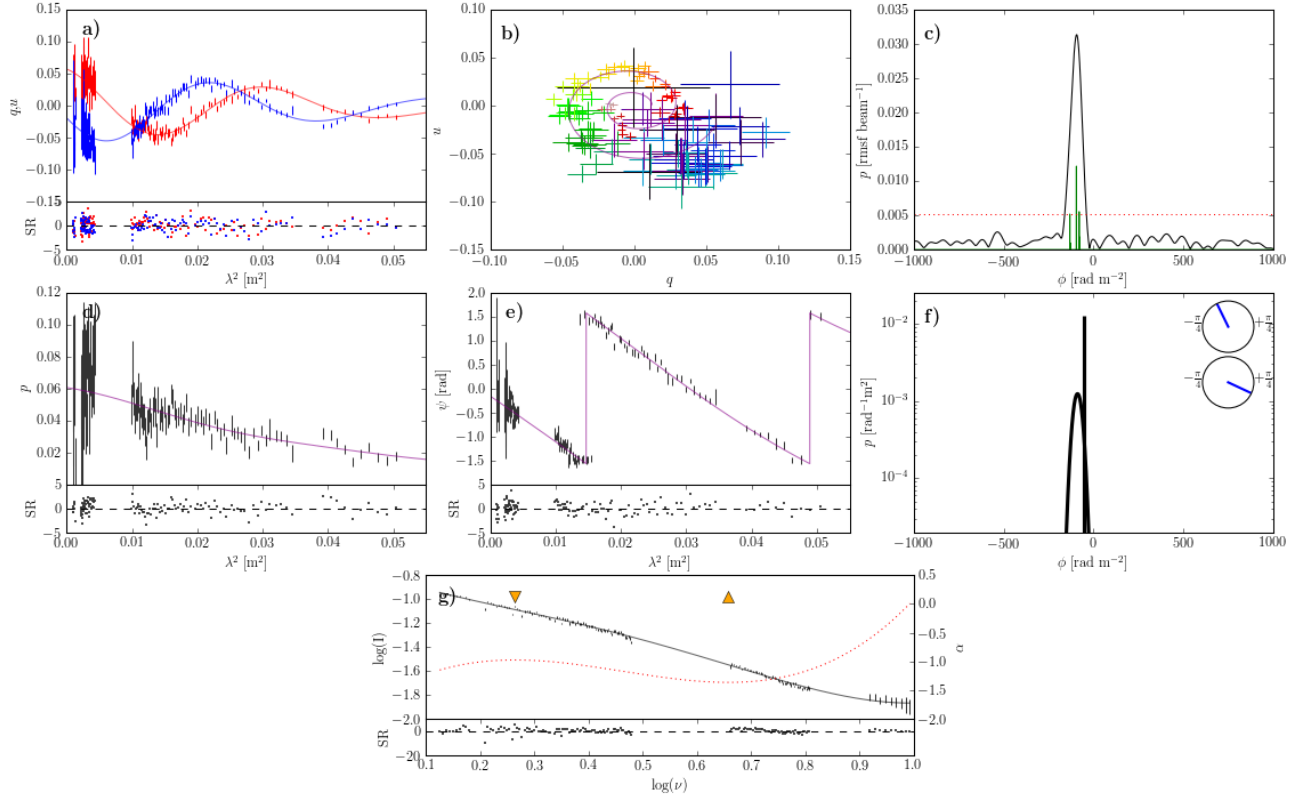 a)
0.15
0.10
0.05
0.00
−0.05
−0.10
−0.15
q,u
5
0
−5
SR
0.00 0.01 0.02 0.03 0.04 0.05
λ² [m²]
b)
0.10
0.05
0.00
−0.05
−0.10
−0.15
u
−0.10 −0.05 0.00 0.05 0.10 0.15
q
c)
0.035
0.030
0.025
0.020
0.015
0.010
0.005
0.000
p [rmsf beam⁻¹]
−1000 −500 0 500 1000
ϕ [rad m⁻²]
d)
0.12
0.10
0.08
0.06
0.04
0.02
p
5
0
−5
SR
0.00 0.01 0.02 0.03 0.04 0.05
λ² [m²]
e)
2.0
1.5
1.0
0.5
0.0
−0.5
−1.0
−1.5
ψ [rad]
5
0
−5
SR
0.00 0.01 0.02 0.03 0.04 0.05
λ² [m²]
f)
10⁻²
10⁻³
10⁻⁴
p [rad⁻¹m²]
−π/4 +π/4
−π/4 +π/4
−1000 −500 0 500 1000
ϕ [rad m⁻²]
g)
−0.8
−1.0
−1.2
−1.4
−1.6
−1.8
−2.0
log(I)
0.5
0.0
−0.5
−1.0
−1.5
−2.0
α
0
−20
SR
0.1 0.2 0.3 0.4 0.5 0.6 0.7 0.8 0.9 1.0
log(ν)